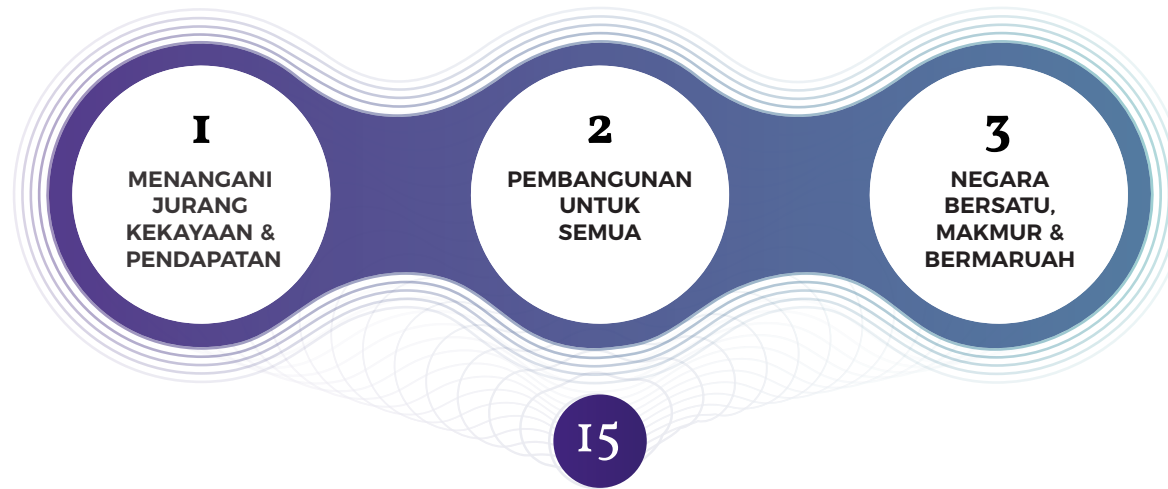 1
MENANGANI
JURANG
KEKAYAAN &
PENDAPATAN
2
PEMBANGUNAN
UNTUK
SEMUA
3
NEGARA
BERSATU,
MAKMUR &
BERMARUAH
15